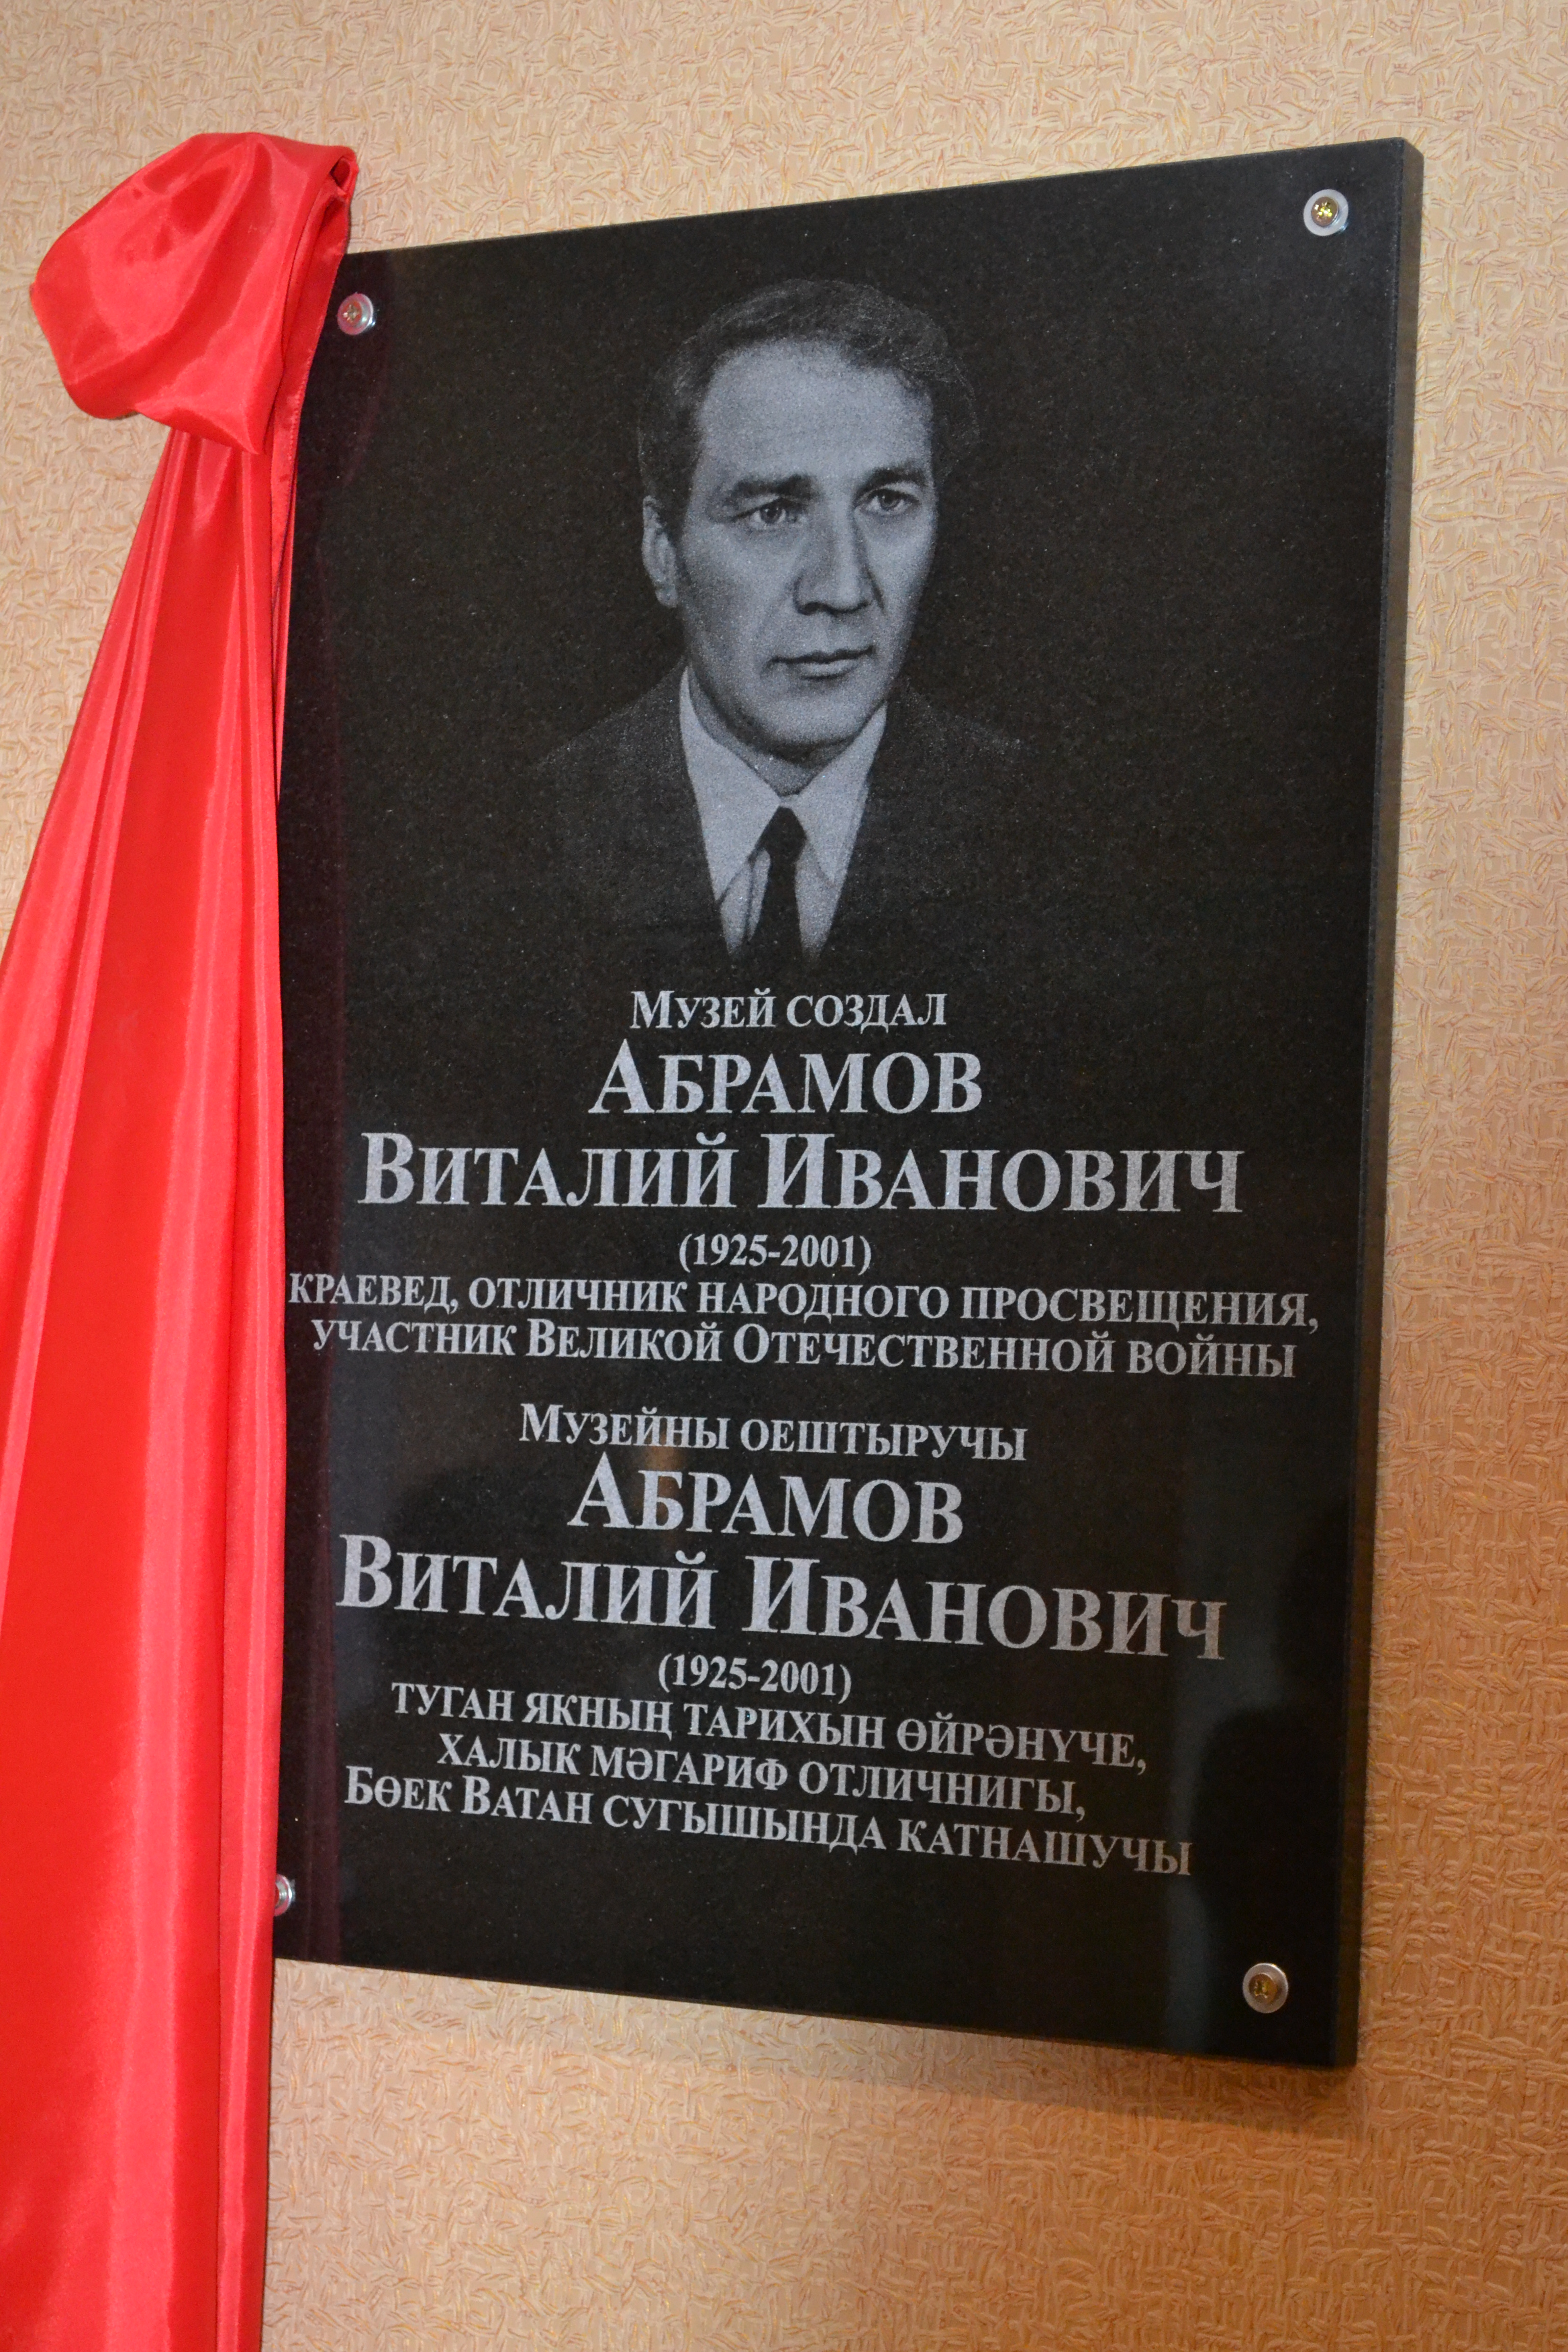 Музей создал
Абрамов
Виталий Иванович
(1925-2001)
краевед, отличник народного просвещения,
участник Великой Отечественной войны
Музейны оештыручы
Абрамов
Виталий Иванович
(1925-2001)
туган якның тарихын өйрәнүче,
халык мәгариф отличнигы,
Бөек Ватан сугышында катнашучы